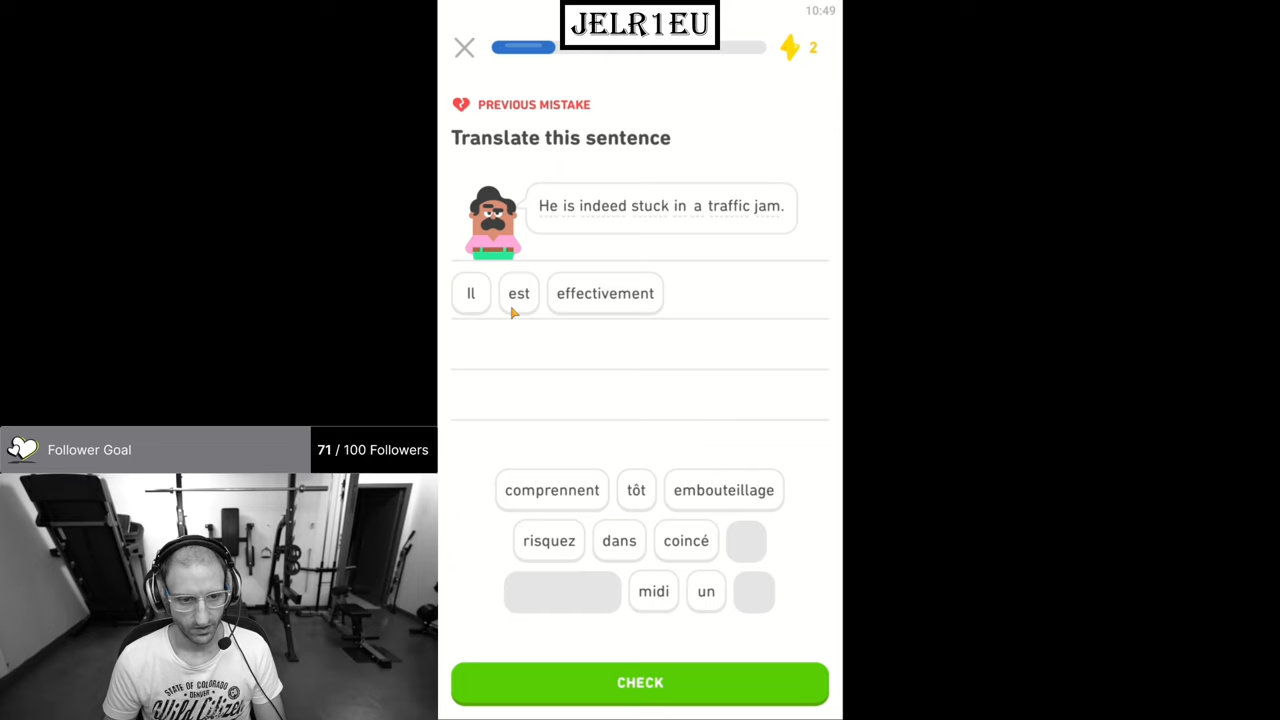 10:49
JELR1EU
2
PREVIOUS MISTAKE
Translate this sentence
He is indeed stuck in a traffic jam.
Il est effectivement
Follower Goal 71 / 100 Followers
comprennent tôt embouteillage
risquez dans coincé
midi un
STATE OF COLORADO
DENVER
Wild Citizen
CHECK